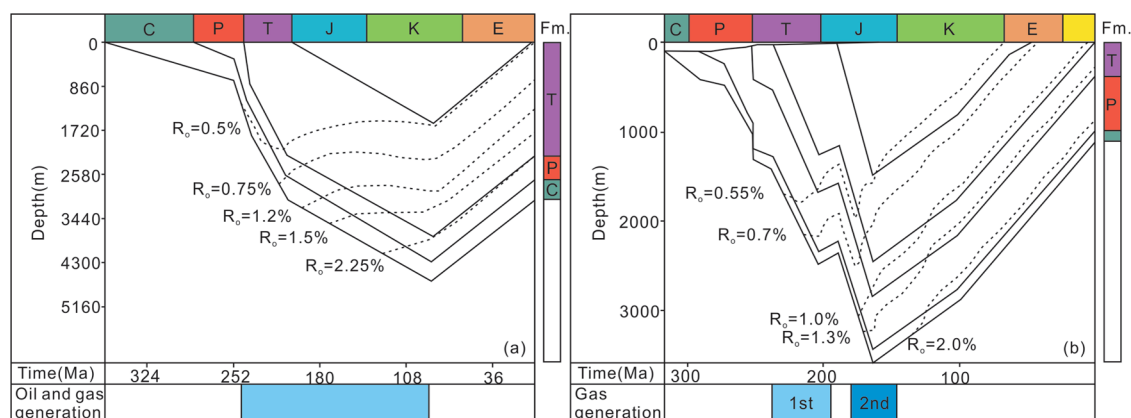 C P T J K E Fm.
0
860
1720
2580
3440
4300
5160
Depth(m)
Ro=0.5%
Ro=0.75%
Ro=1.2%
Ro=1.5%
Ro=2.25%
T
P
C
(a)
Time(Ma) 324 252 180 108 36
Oil and gas
generation
C P T J K E Fm.
0
1000
2000
3000
Depth(m)
Ro=0.55%
Ro=0.7%
Ro=1.0%
Ro=1.3%
Ro=2.0%
T
P
(b)
Time(Ma) 300 200 100
Gas
generation 1st 2nd